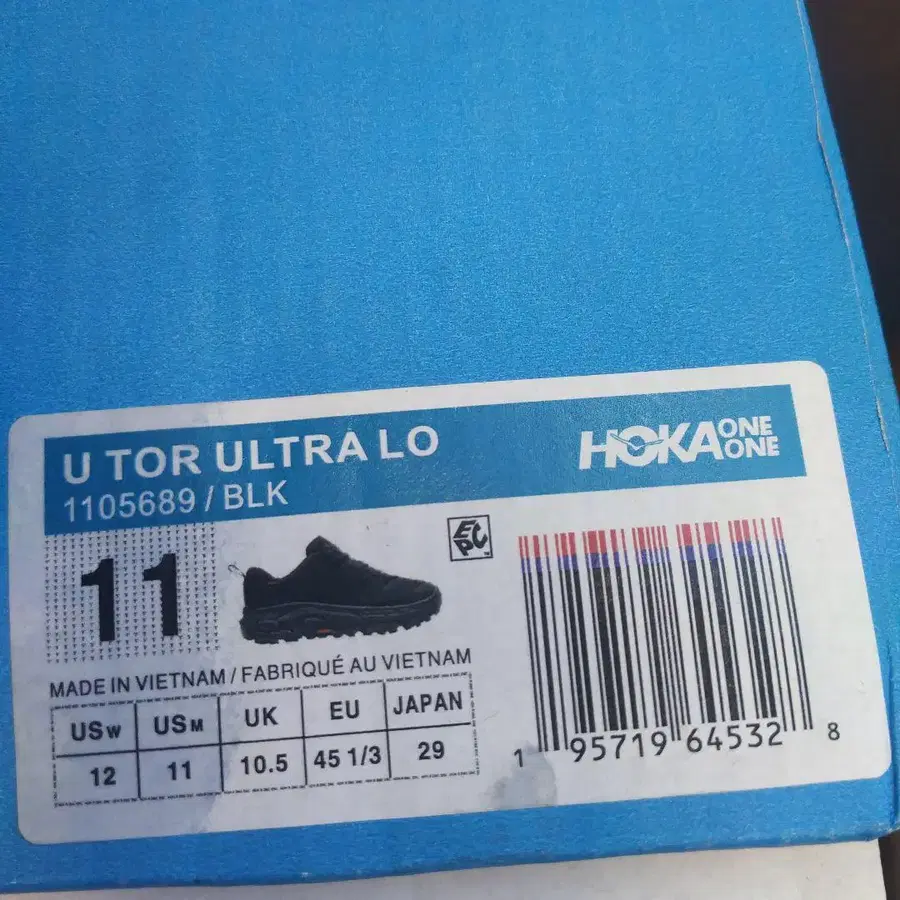 U TOR ULTRA LO
1105689 / BLK
HOKA ONE ONE
11
EPC
MADE IN VIETNAM / FABRIQUÉ AU VIETNAM
USW USM UK EU JAPAN
12 11 10.5 45 1/3 29
1 95719 64532 8